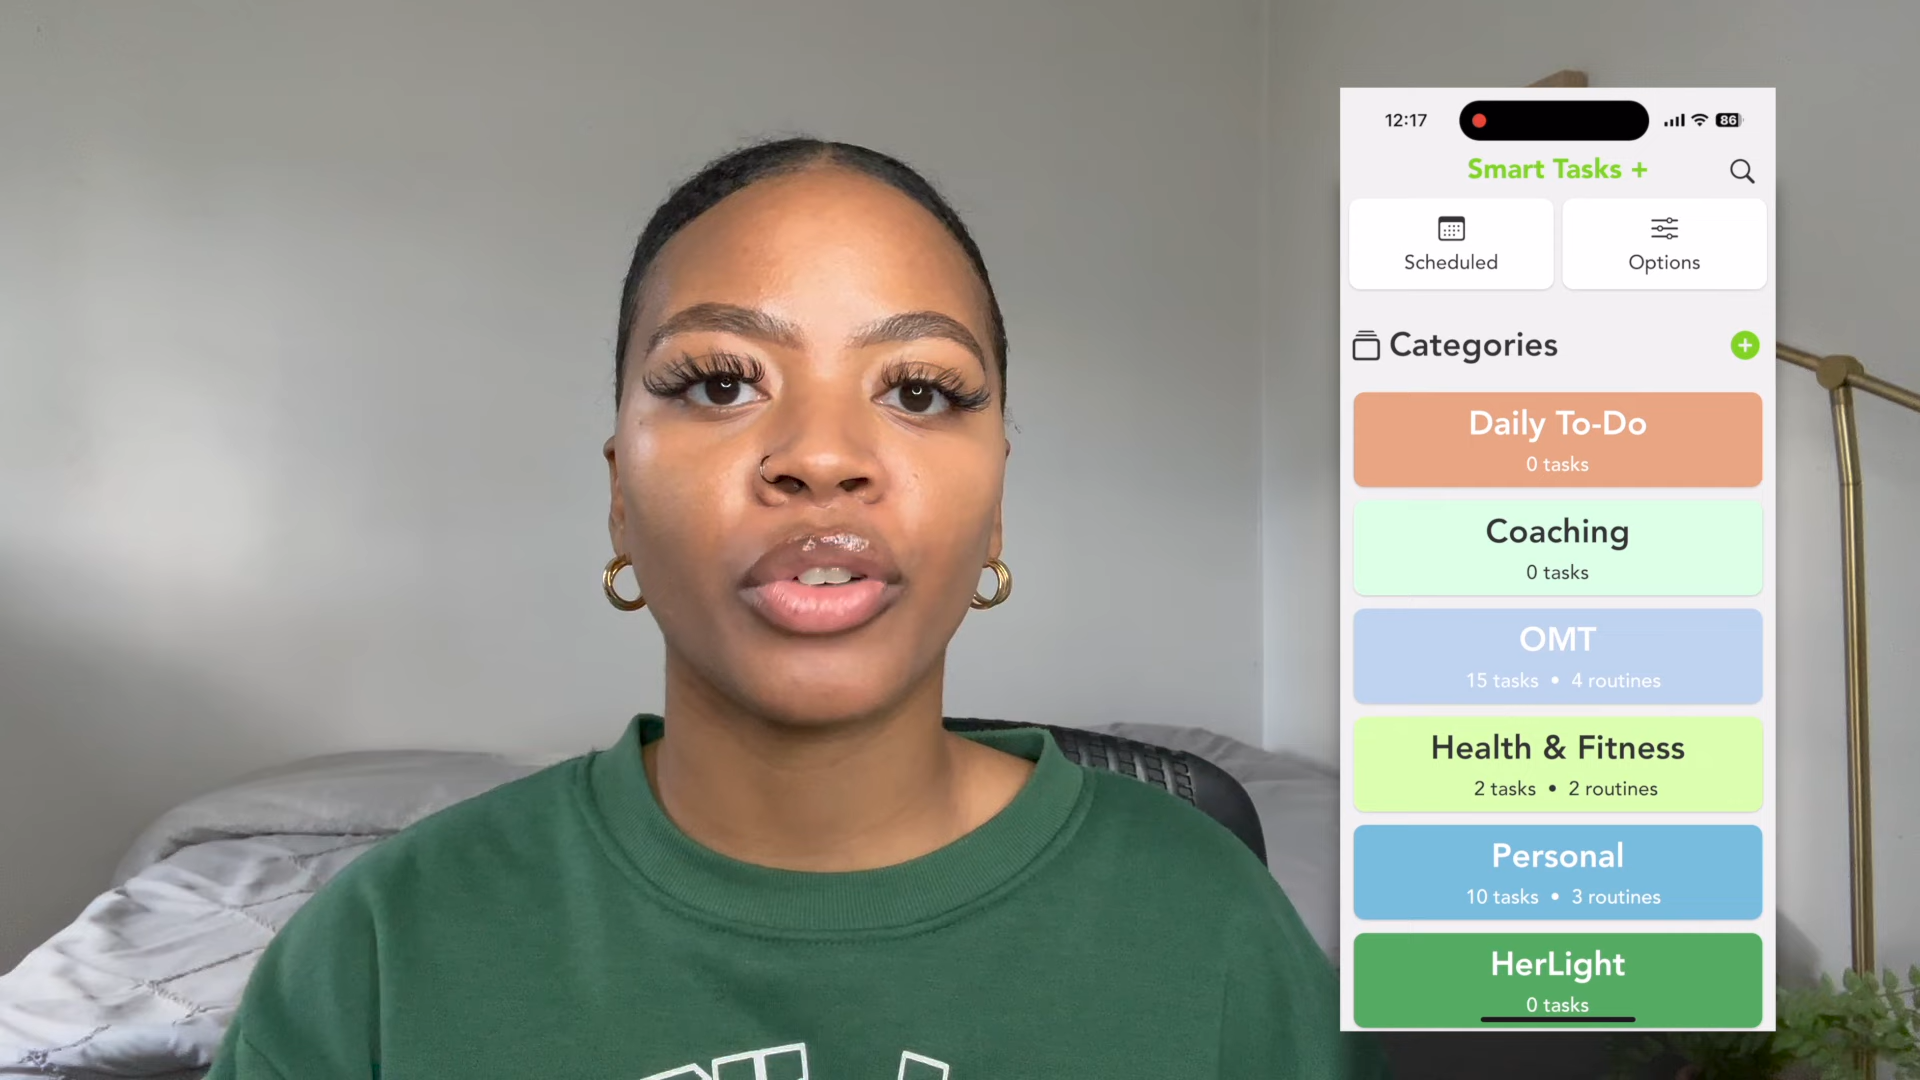 12:17
86
Smart Tasks +
Scheduled
Options
Categories
Daily To-Do
0 tasks
Coaching
0 tasks
OMT
15 tasks • 4 routines
Health & Fitness
2 tasks • 2 routines
Personal
10 tasks • 3 routines
HerLight
0 tasks